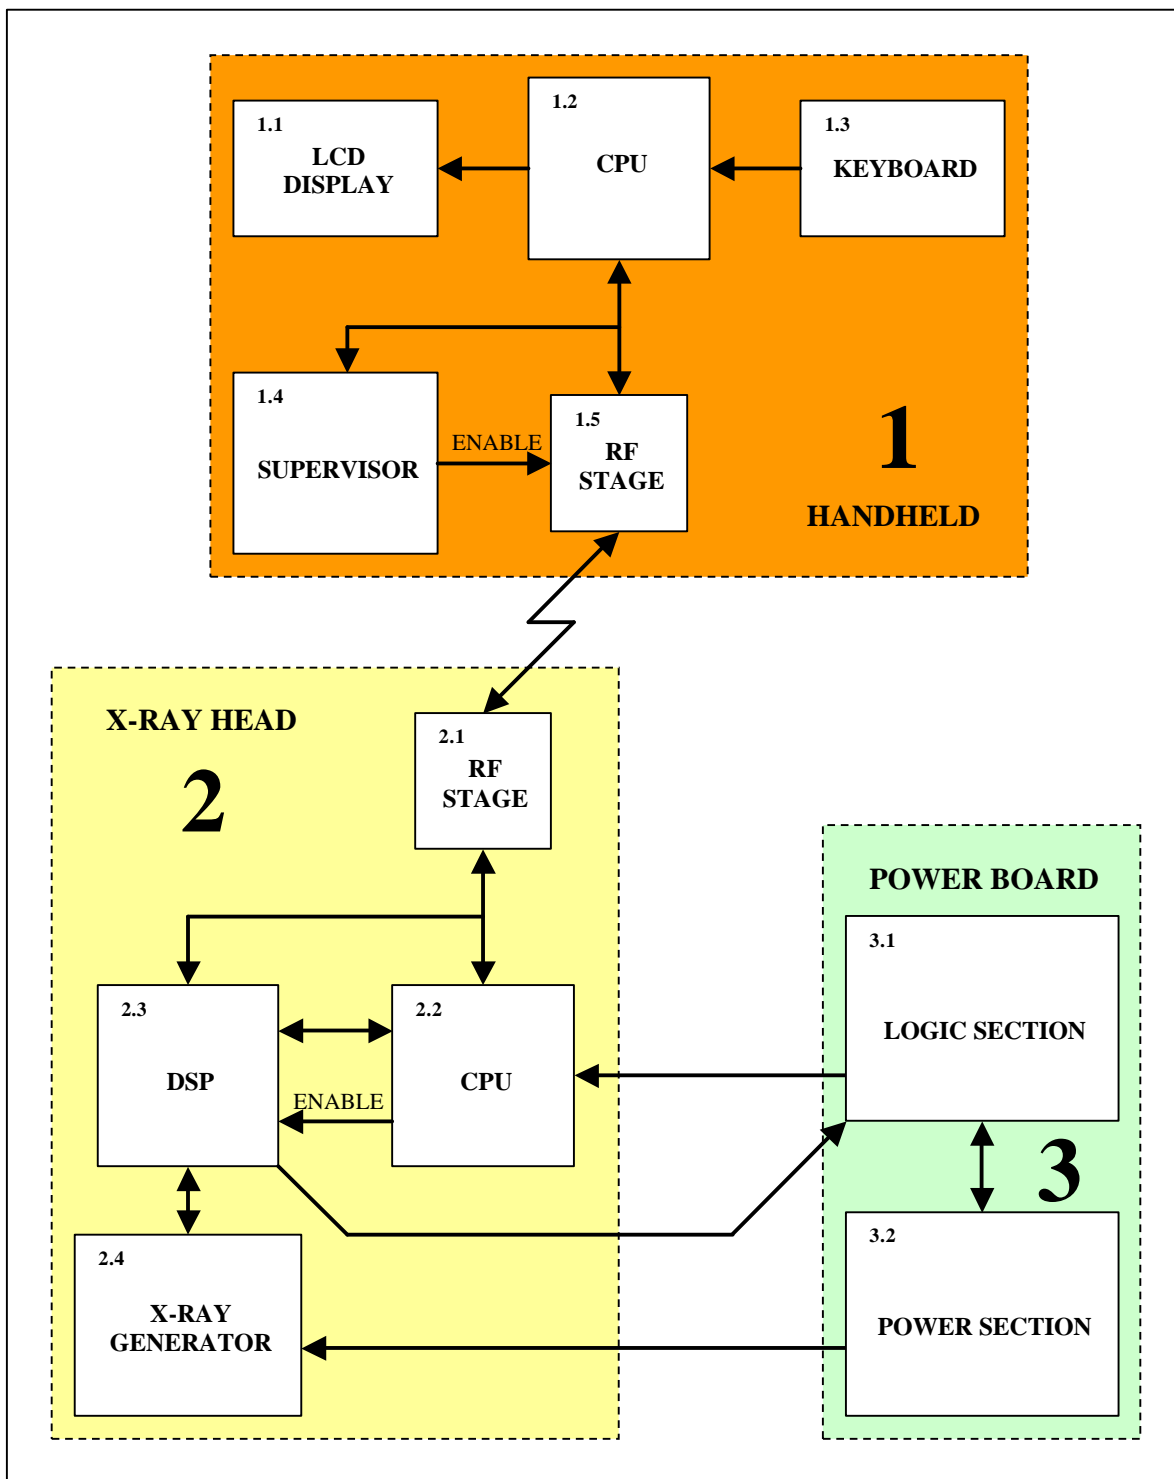 1.1
LCD
DISPLAY
1.2
CPU
1.3
KEYBOARD
1.4
SUPERVISOR
ENABLE
1.5
RF
STAGE
1
HANDHELD
X-RAY HEAD
2
2.1
RF
STAGE
2.3
DSP
ENABLE
2.2
CPU
2.4
X-RAY
GENERATOR
POWER BOARD
3.1
LOGIC SECTION
3
3.2
POWER SECTION